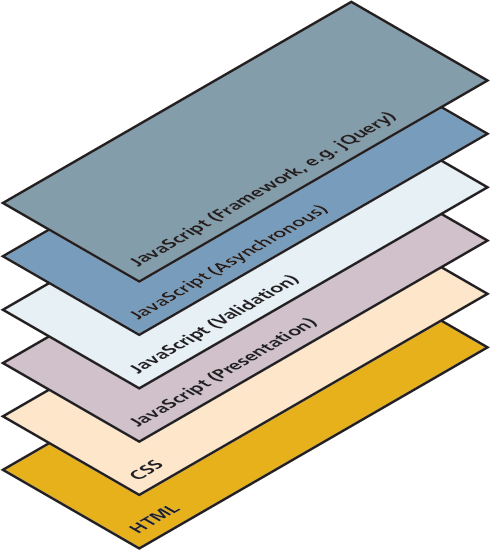 JavaScript (Framework, e.g. jQuery)
JavaScript (Asynchronous)
JavaScript (Validation)
JavaScript (Presentation)
CSS
HTML